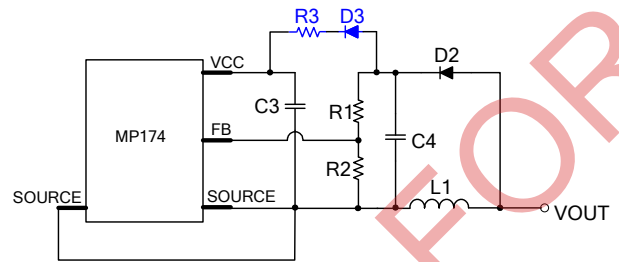 R3 D3
VCC
D2
C3
R1
MP174
FB
C4
R2
SOURCE
SOURCE
L1
VOUT
FOR